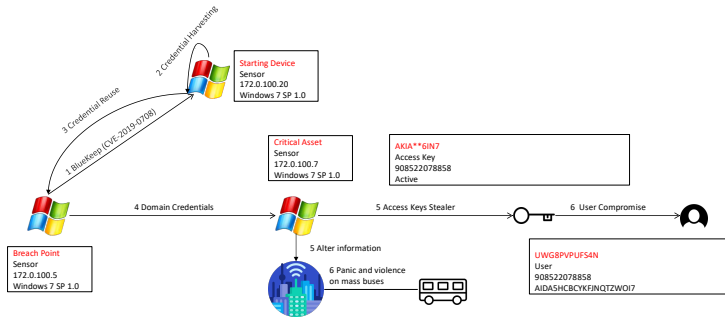 2 Credential Harvesting
Starting Device
Sensor
172.0.100.20
Windows 7 SP 1.0
3 Credential Reuse
1 BlueKeep (CVE-2019-0708)
Critical Asset
Sensor
172.0.100.7
Windows 7 SP 1.0
AKIA**6IN7
Access Key
908522078858
Active
4 Domain Credentials
5 Access Keys Stealer
6 User Compromise
Breach Point
Sensor
172.0.100.5
Windows 7 SP 1.0
5 Alter information
6 Panic and violence
on mass buses
UWG8PVPUFS4N
User
908522078858
AIDA5HCBCYKFJNQTZWOI7